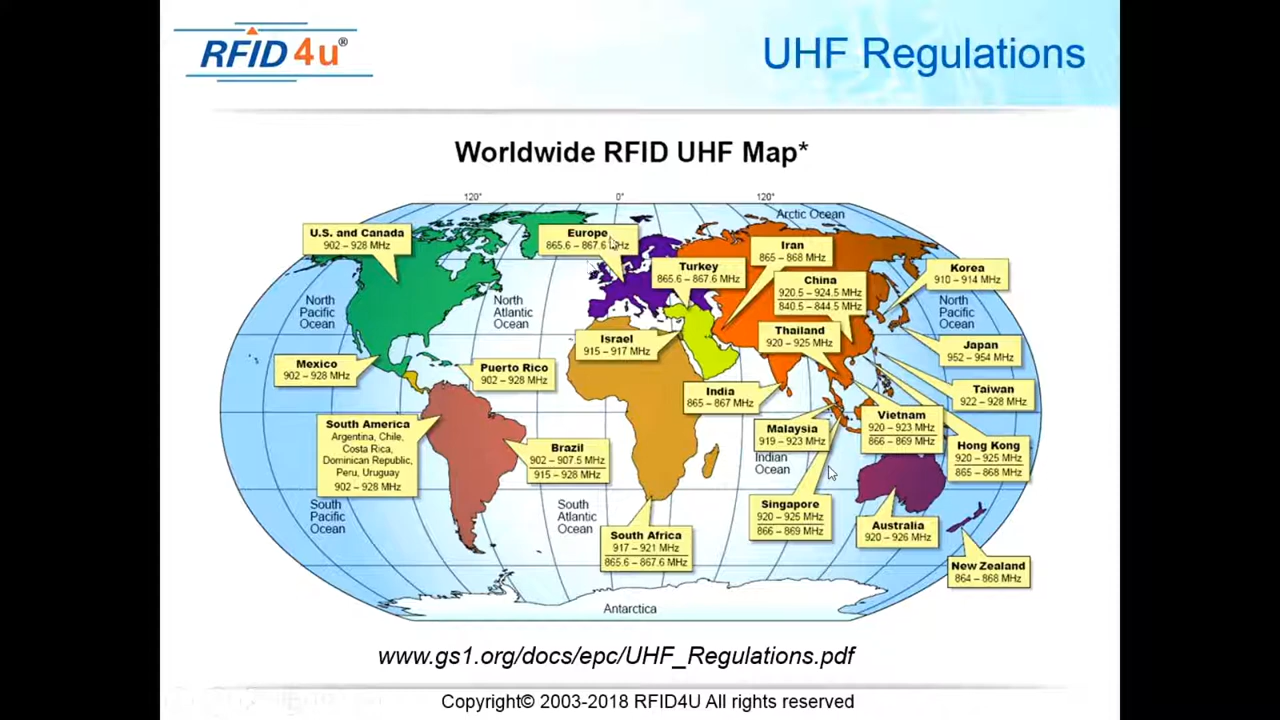 RFID4u®
UHF Regulations
Worldwide RFID UHF Map*
120°
0°
120°
Arctic Ocean
U.S. and Canada
902 – 928 MHz
Europe
865.6 – 867.6 MHz
Iran
865 – 868 MHz
Turkey
865.6 – 867.6 MHz
China
920.5 – 924.5 MHz
840.5 – 844.5 MHz
Korea
910 – 914 MHz
North
Pacific
Ocean
North
Atlantic
Ocean
North
Pacific
Ocean
Israel
915 – 917 MHz
Thailand
920 – 925 MHz
Japan
952 – 954 MHz
Mexico
902 – 928 MHz
Puerto Rico
902 – 928 MHz
India
865 – 867 MHz
Taiwan
922 – 928 MHz
South America
Argentina, Chile,
Costa Rica,
Dominican Republic,
Peru, Uruguay
902 – 928 MHz
Brazil
902 – 907.5 MHz
915 – 928 MHz
Malaysia
919 – 923 MHz
Vietnam
920 – 923 MHz
866 – 869 MHz
Hong Kong
920 – 925 MHz
865 – 868 MHz
Indian
Ocean
South
Pacific
Ocean
South
Atlantic
Ocean
Singapore
920 – 925 MHz
866 – 869 MHz
Australia
920 – 926 MHz
South Africa
917 – 921 MHz
865.6 – 867.6 MHz
New Zealand
864 – 868 MHz
Antarctica
www.gs1.org/docs/epc/UHF_Regulations.pdf
Copyright© 2003-2018 RFID4U All rights reserved